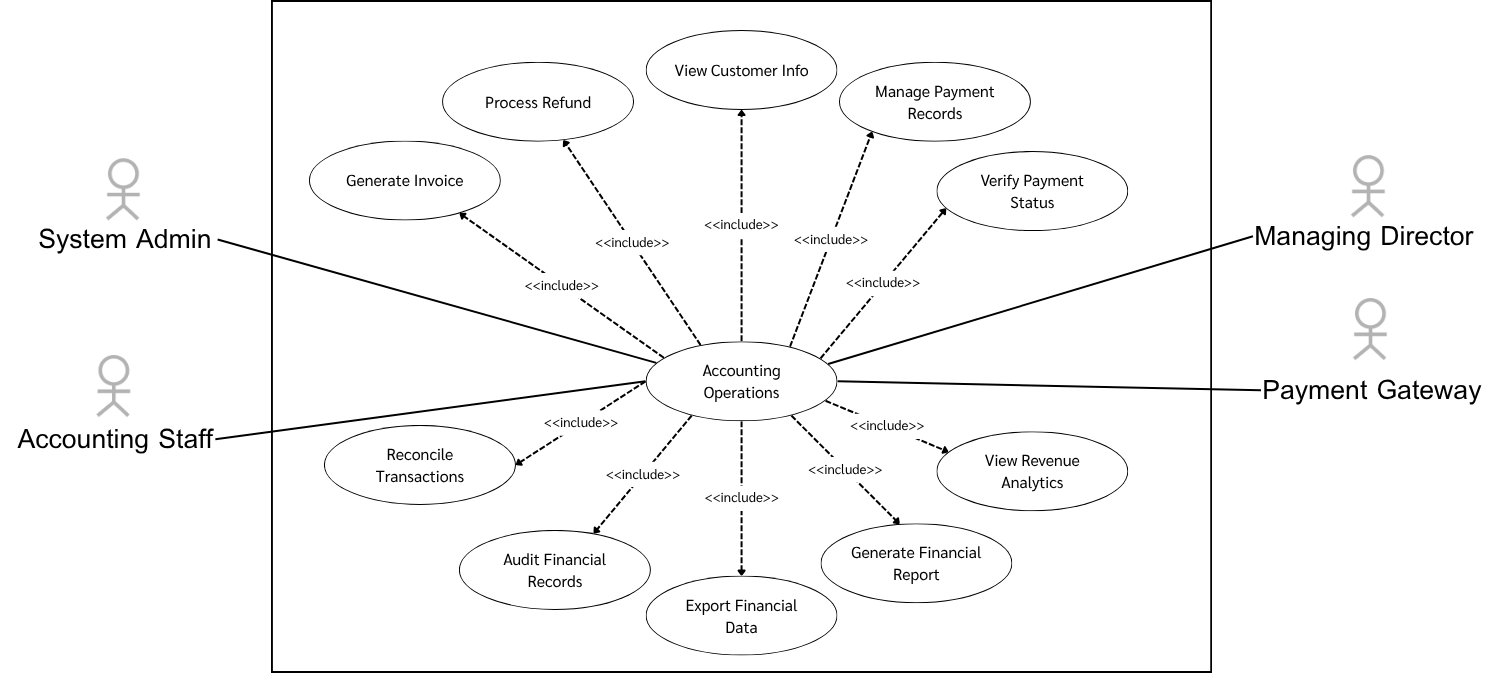 View Customer Info
Process Refund
Manage Payment
Records
Generate Invoice
Verify Payment
Status
<<include>>
<<include>>
<<include>>
<<include>>
<<include>>
System Admin
Managing Director
Accounting
Operations
Accounting Staff
Payment Gateway
<<include>>
<<include>>
<<include>>
<<include>>
<<include>>
Reconcile
Transactions
View Revenue
Analytics
Audit Financial
Records
Generate Financial
Report
Export Financial
Data